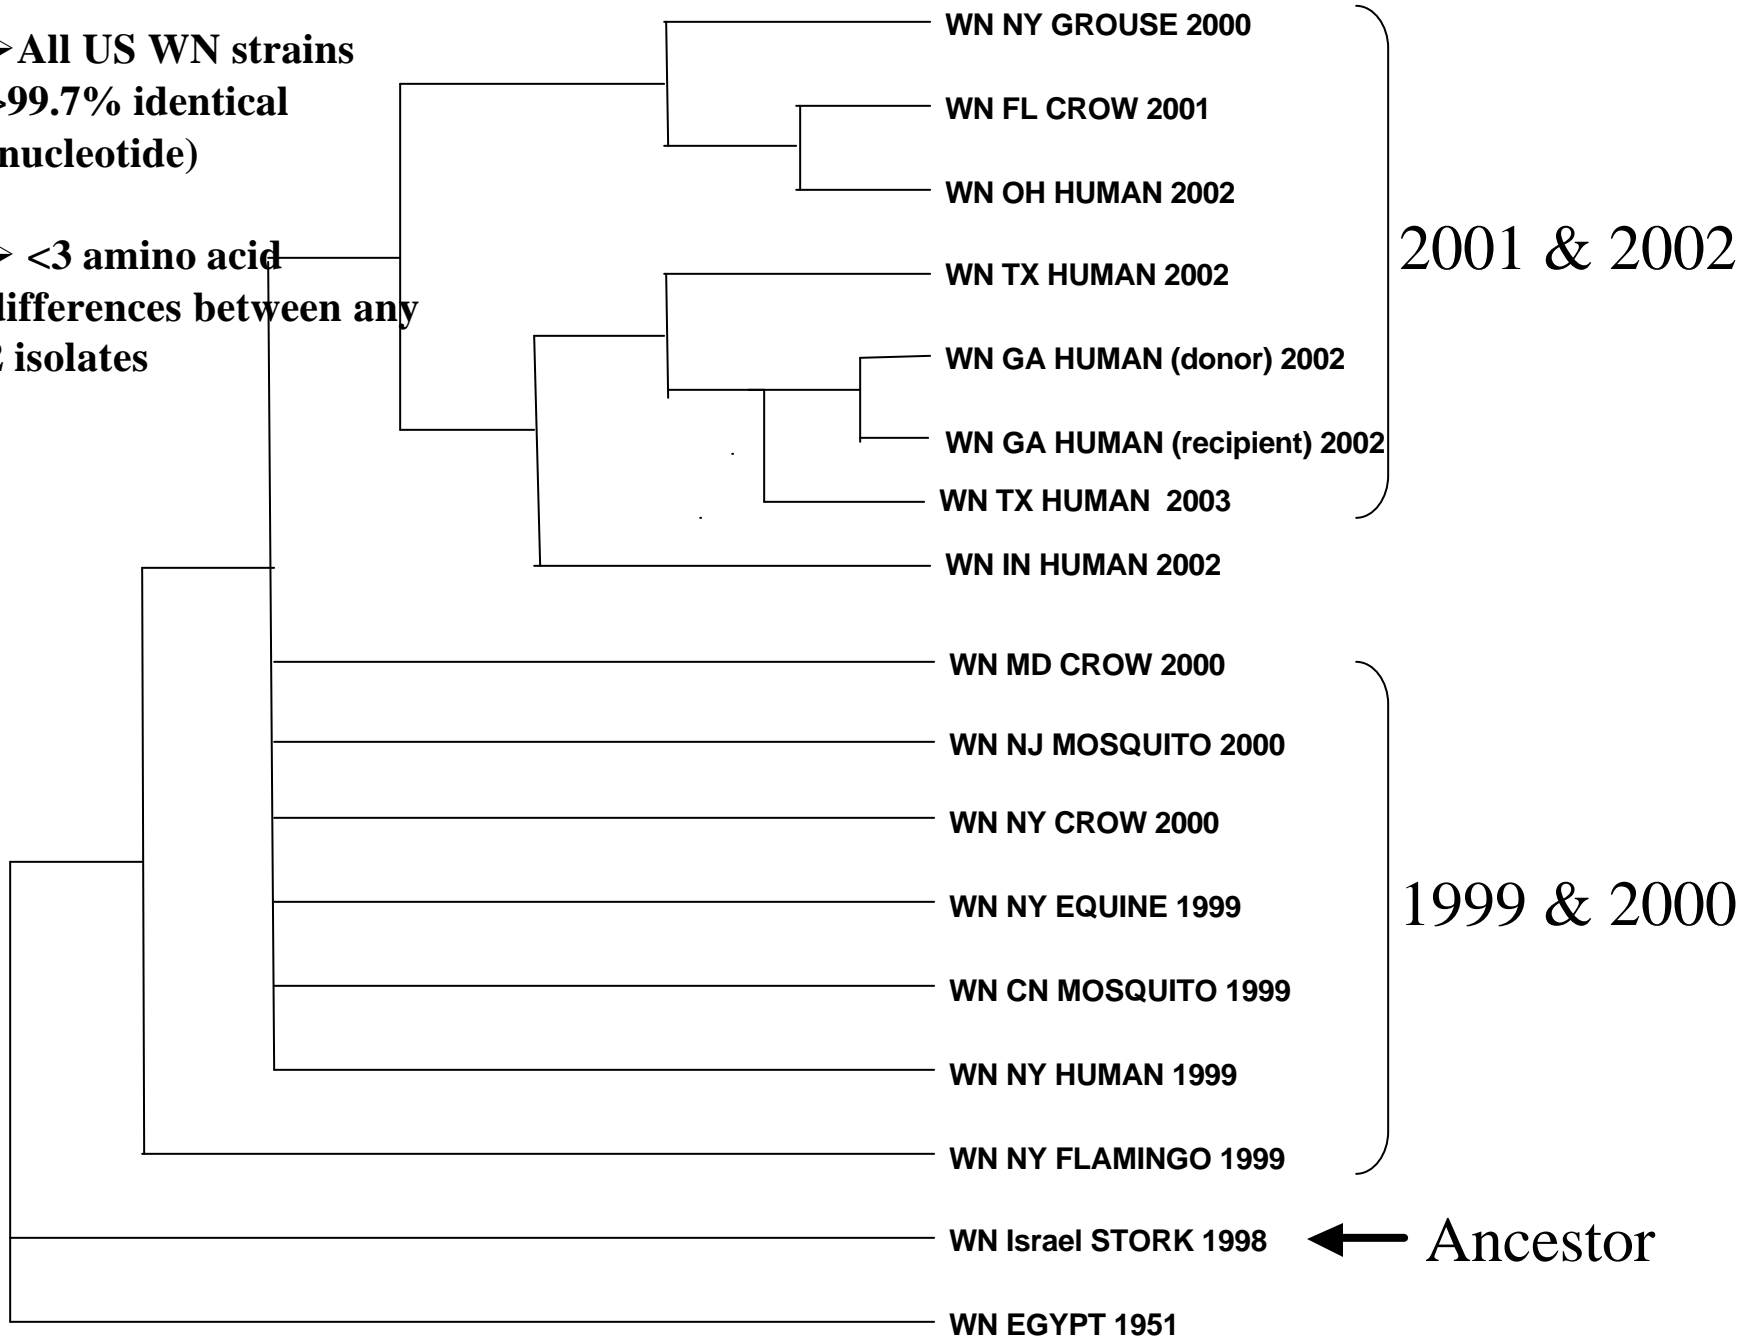 ➢All US WN strains
>99.7% identical
nucleotide)
➢ <3 amino acid
differences between any
2 isolates
WN NY GROUSE 2000
WN FL CROW 2001
WN OH HUMAN 2002
WN TX HUMAN 2002
WN GA HUMAN (donor) 2002
WN GA HUMAN (recipient) 2002
WN TX HUMAN 2003
WN IN HUMAN 2002
2001 & 2002
WN MD CROW 2000
WN NJ MOSQUITO 2000
WN NY CROW 2000
WN NY EQUINE 1999
WN CN MOSQUITO 1999
WN NY HUMAN 1999
WN NY FLAMINGO 1999
1999 & 2000
WN Israel STORK 1998
Ancestor
WN EGYPT 1951